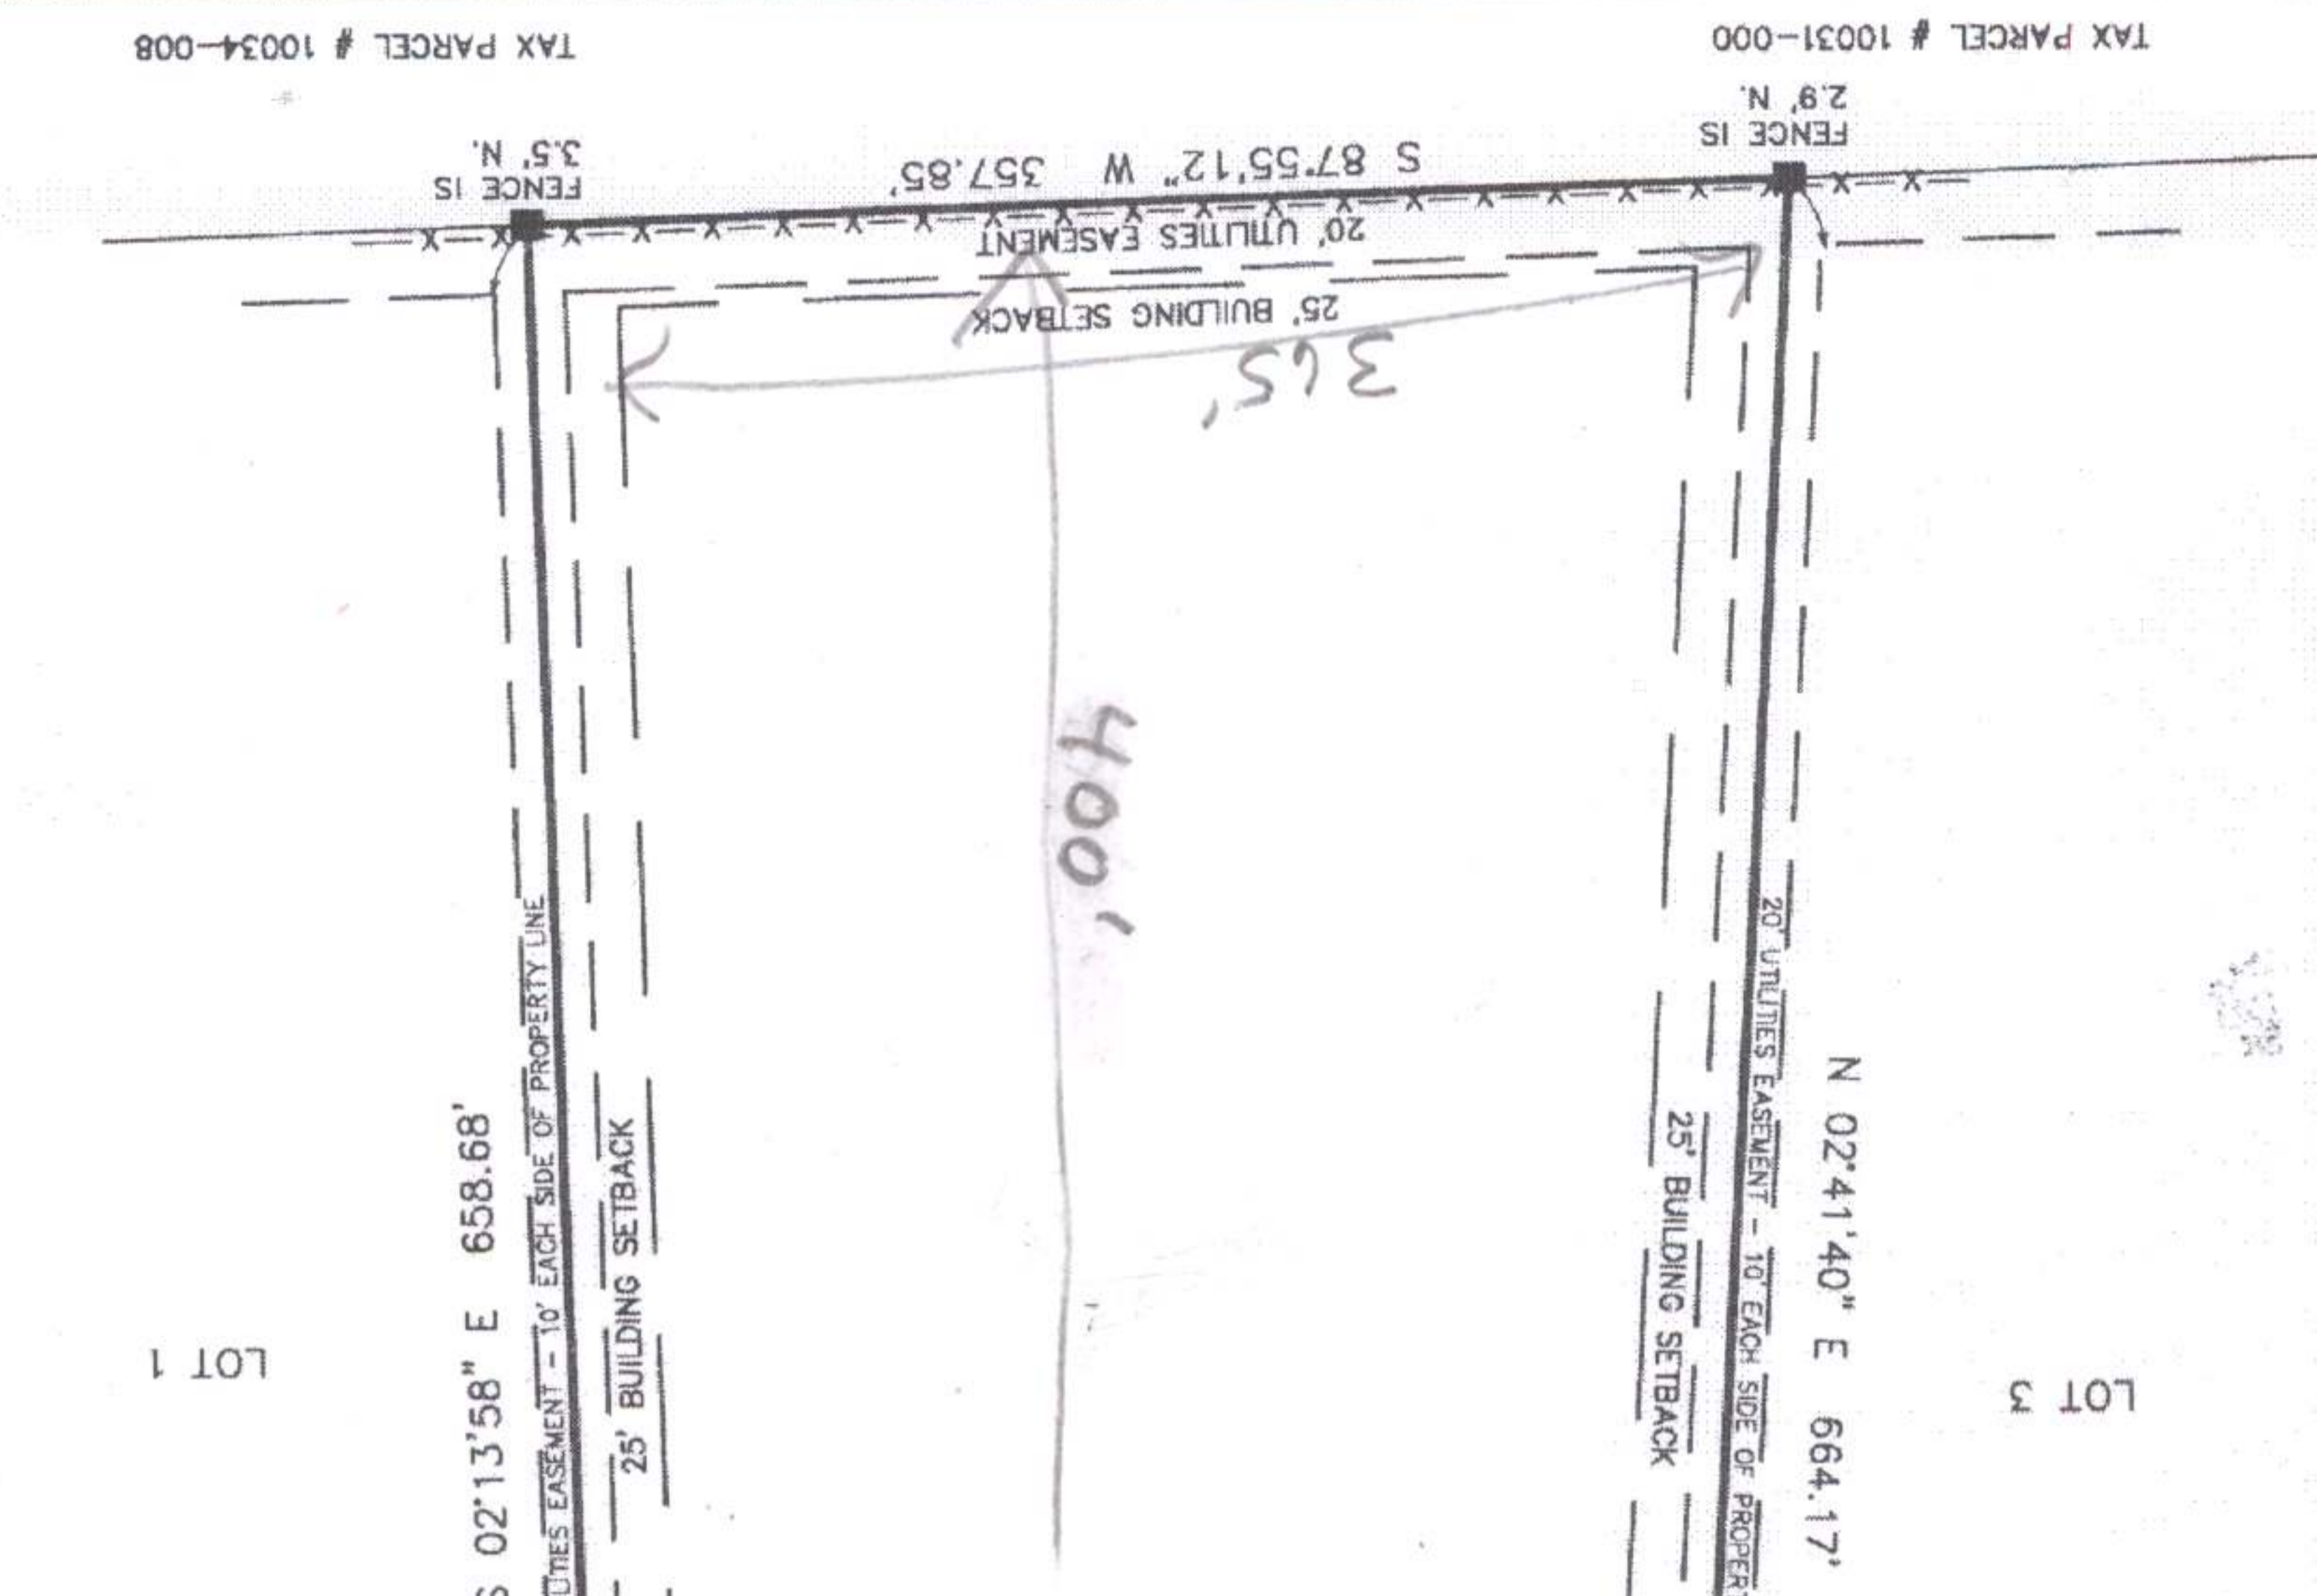 TAX PARCEL # 10034-008
TAX PARCEL # 10031-000
FENCE IS
3.5' N.
FENCE IS
2.9' N.
S 87°55'12" W 357.85'
20' UTILITIES EASEMENT
25' BUILDING SETBACK
365'
400'
02°13'58" E 658.68'
UTIES EASEMENT - 10' EACH SIDE OF PROPERTY LINE
25' BUILDING SETBACK
25' BUILDING SETBACK
20' UTILITIES EASEMENT - 10' EACH SIDE OF PROPER
N 02°41'40" E 664.17'
LOT 1
LOT 3